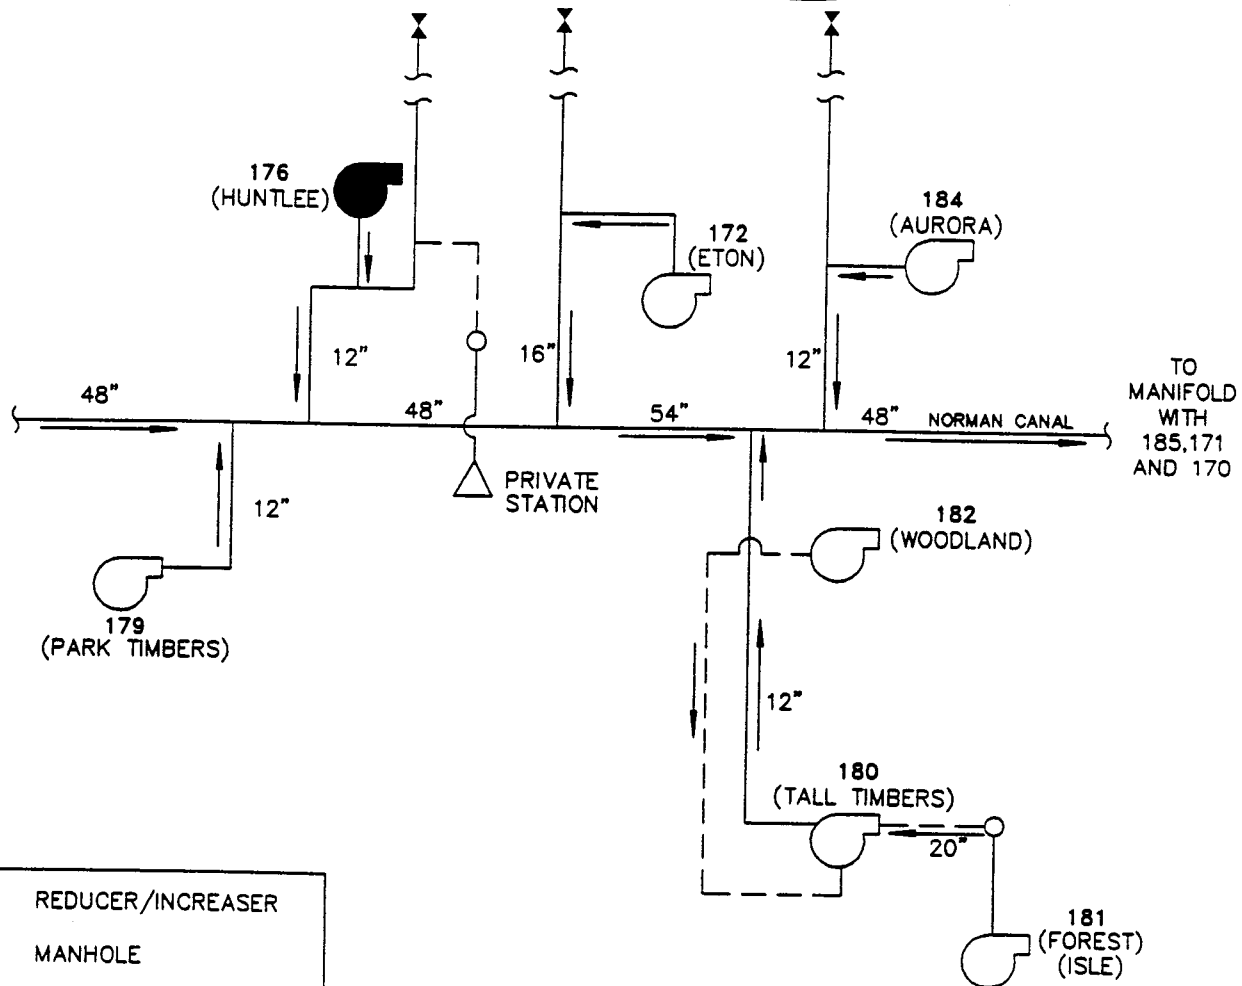 176
(HUNTLEE)
172
(ETON)
184
(AURORA)
12"
16"
12"
48"
48"
54"
48"
NORMAN CANAL
TO
MANIFOLD
WITH
185,171
AND 170
PRIVATE
STATION
12"
182
(WOODLAND)
179
(PARK TIMBERS)
12"
180
(TALL TIMBERS)
20"
181
(FOREST)
(ISLE)
REDUCER/INCREASER
MANHOLE